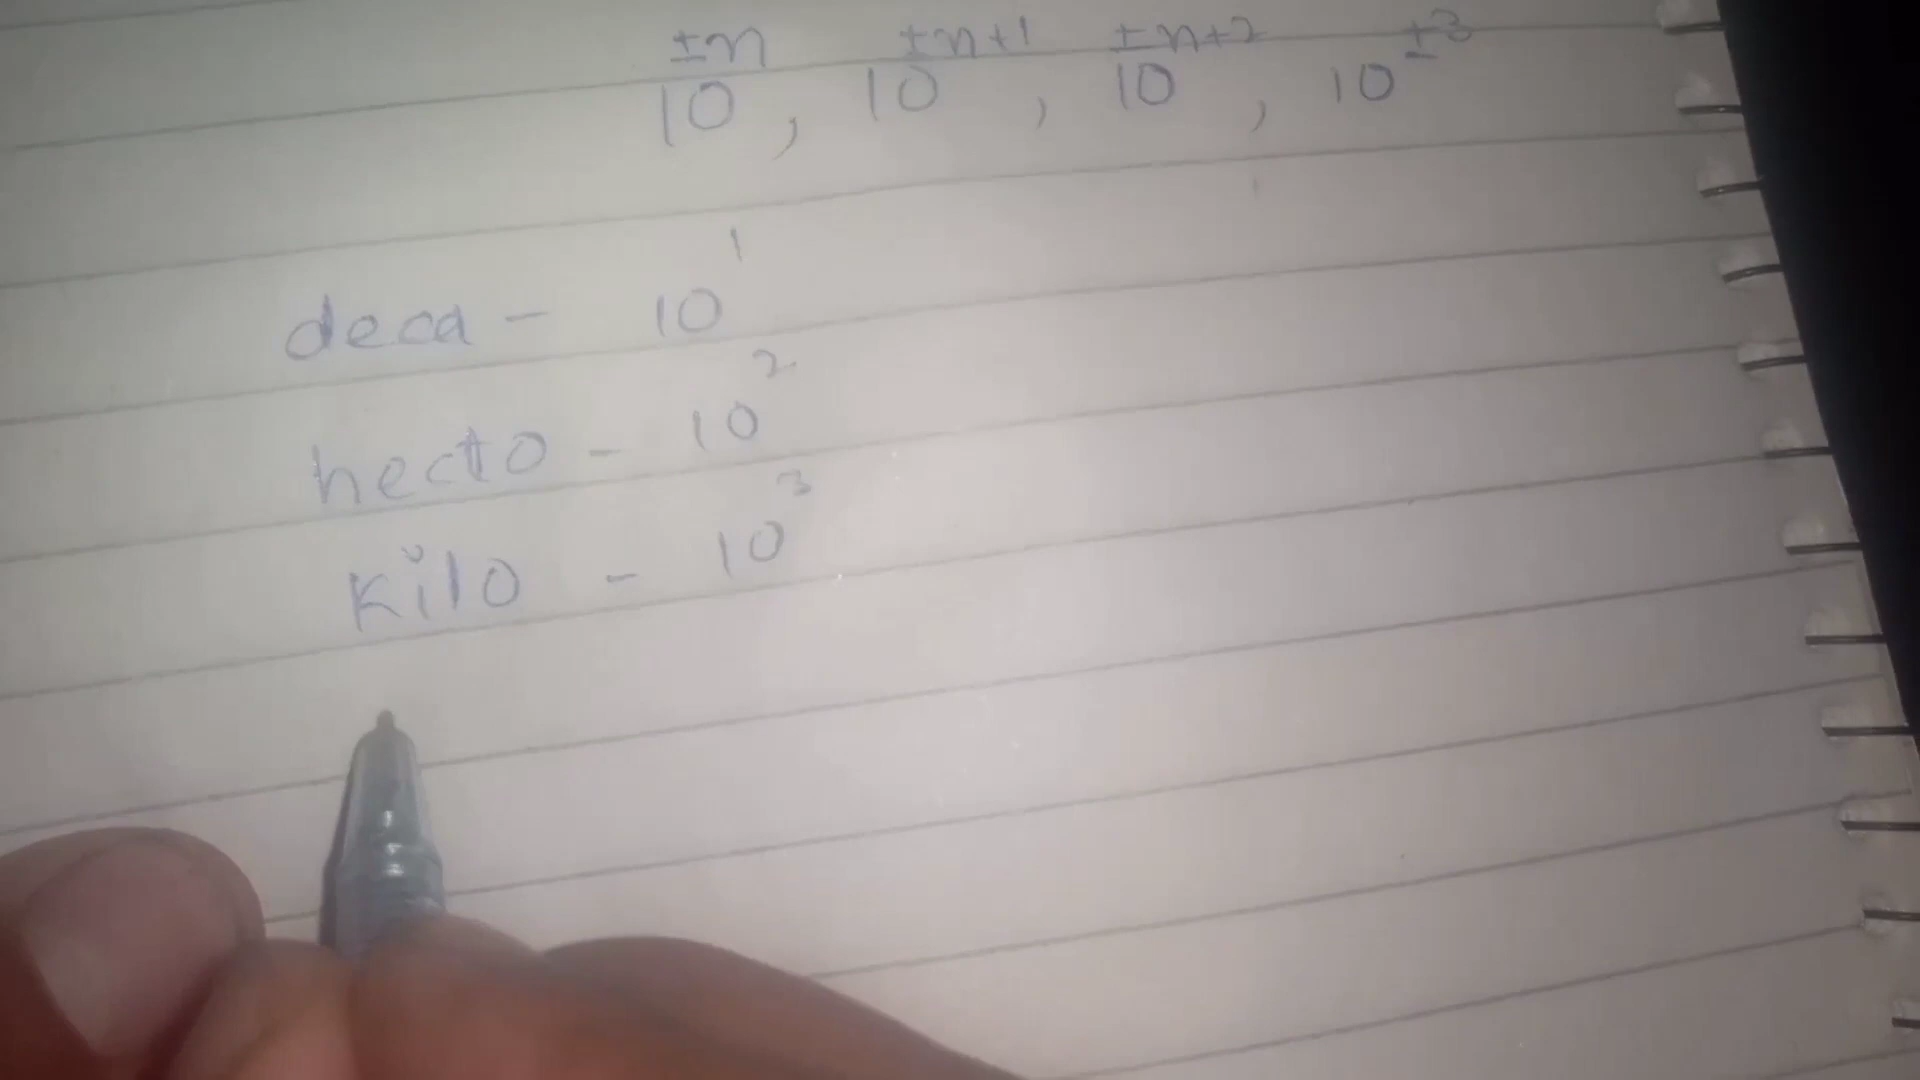 10^±n , 10^±n+1 , 10^±n+2 , 10^±3
deca - 10^1
hecto - 10^2
Kilo - 10^3